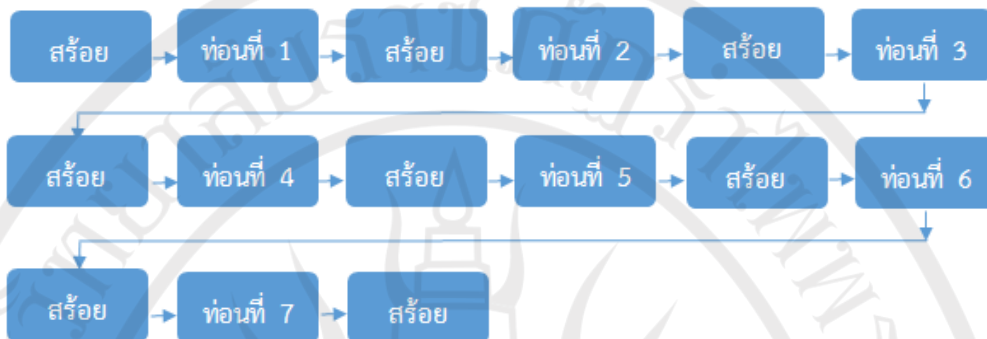 สร้อย ท่อนที่ 1 สร้อย ท่อนที่ 2 สร้อย ท่อนที่ 3
สร้อย ท่อนที่ 4 สร้อย ท่อนที่ 5 สร้อย ท่อนที่ 6
สร้อย ท่อนที่ 7 สร้อย